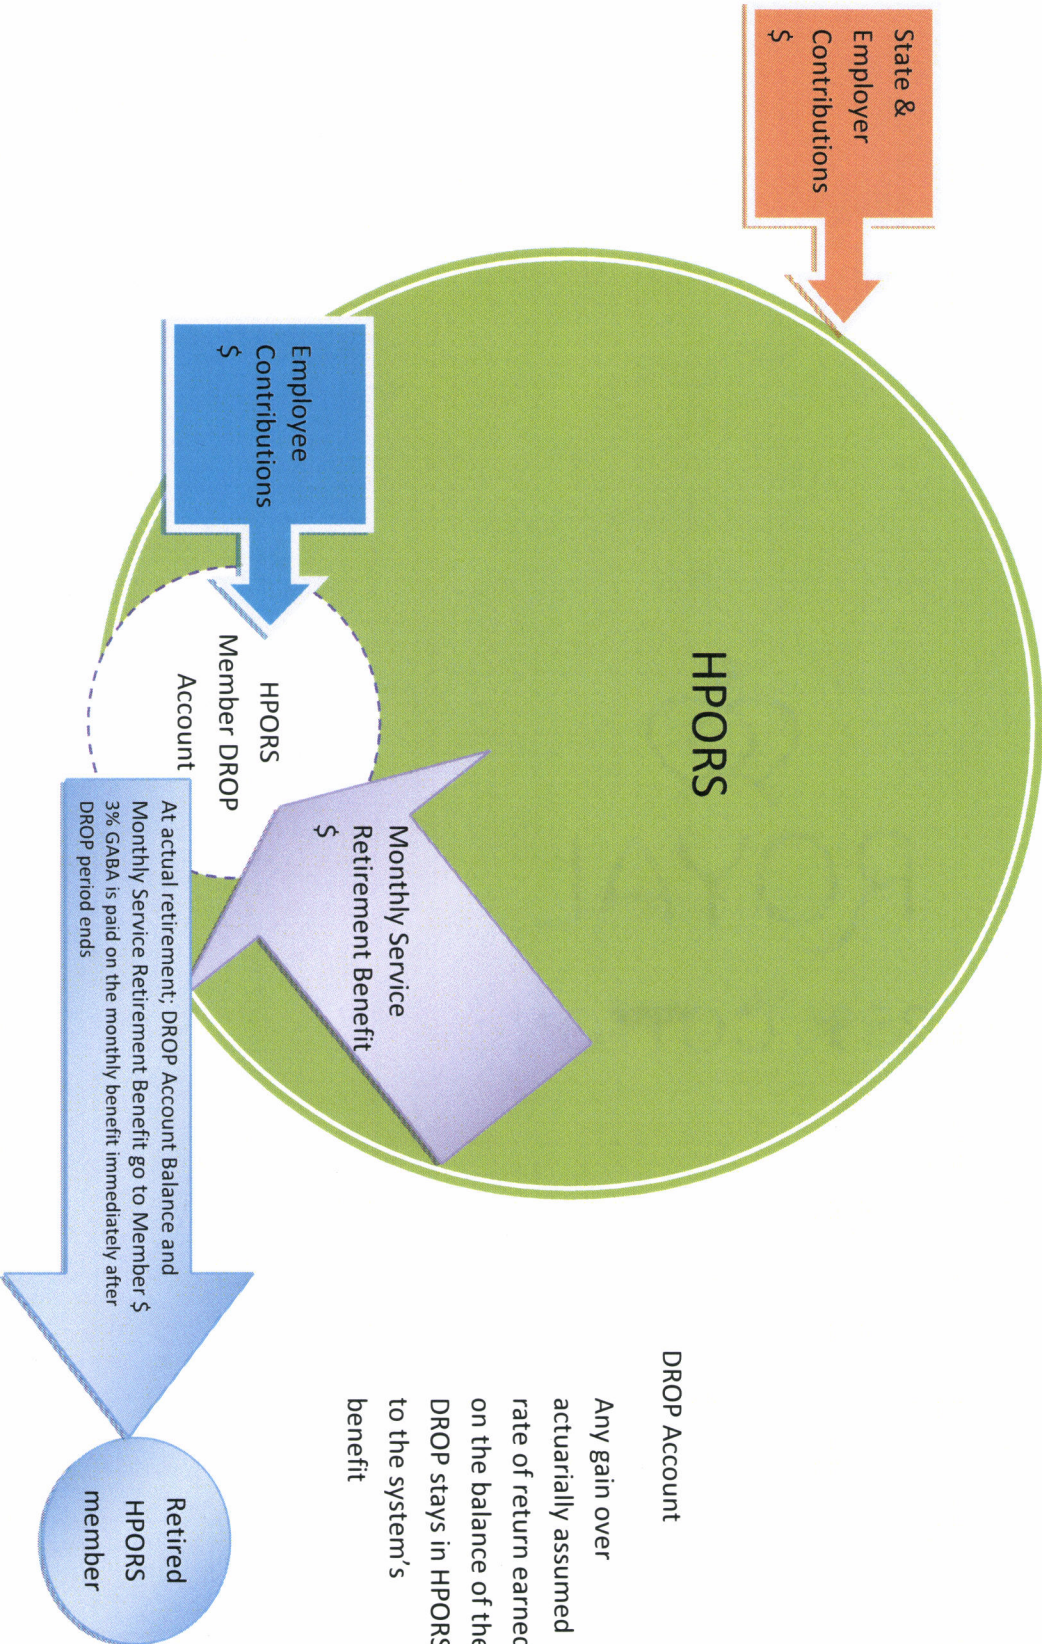 State &
Employer
Contributions
$
HPORS
Employee
Contributions
$
HPORS
Member DROP
Account
Monthly Service
Retirement Benefit
$
At actual retirement; DROP Account Balance and
Monthly Service Retirement Benefit go to Member $
3% GABA is paid on the monthly benefit immediately after
DROP period ends
Retired
HPORS
member
DROP Account
Any gain over
actuarially assumed
rate of return earned
on the balance of the
DROP stays in HPORS
to the system's
benefit